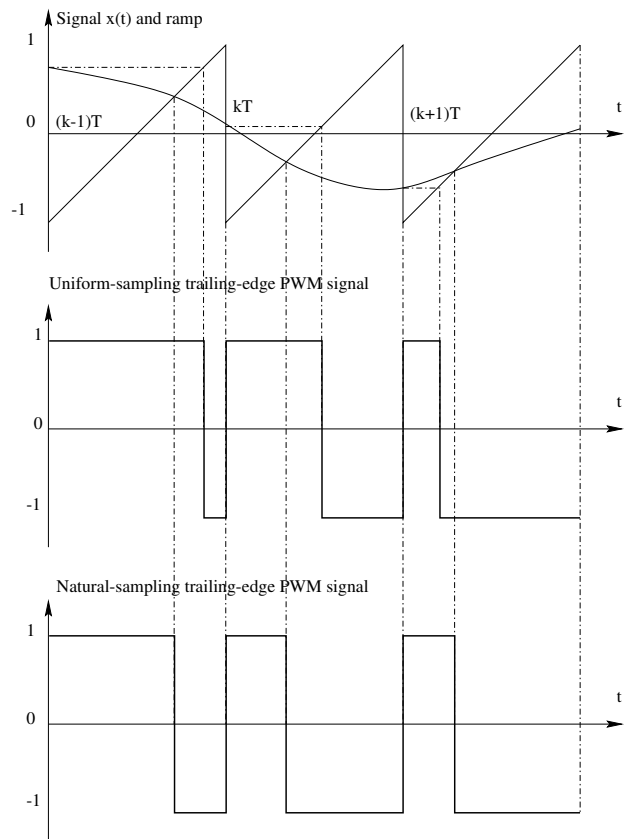 Signal x(t) and ramp
1
kT
t
(k-1)T
0
(k+1)T
-1
Uniform-sampling trailing-edge PWM signal
1
t
0
-1
Natural-sampling trailing-edge PWM signal
1
t
0
-1